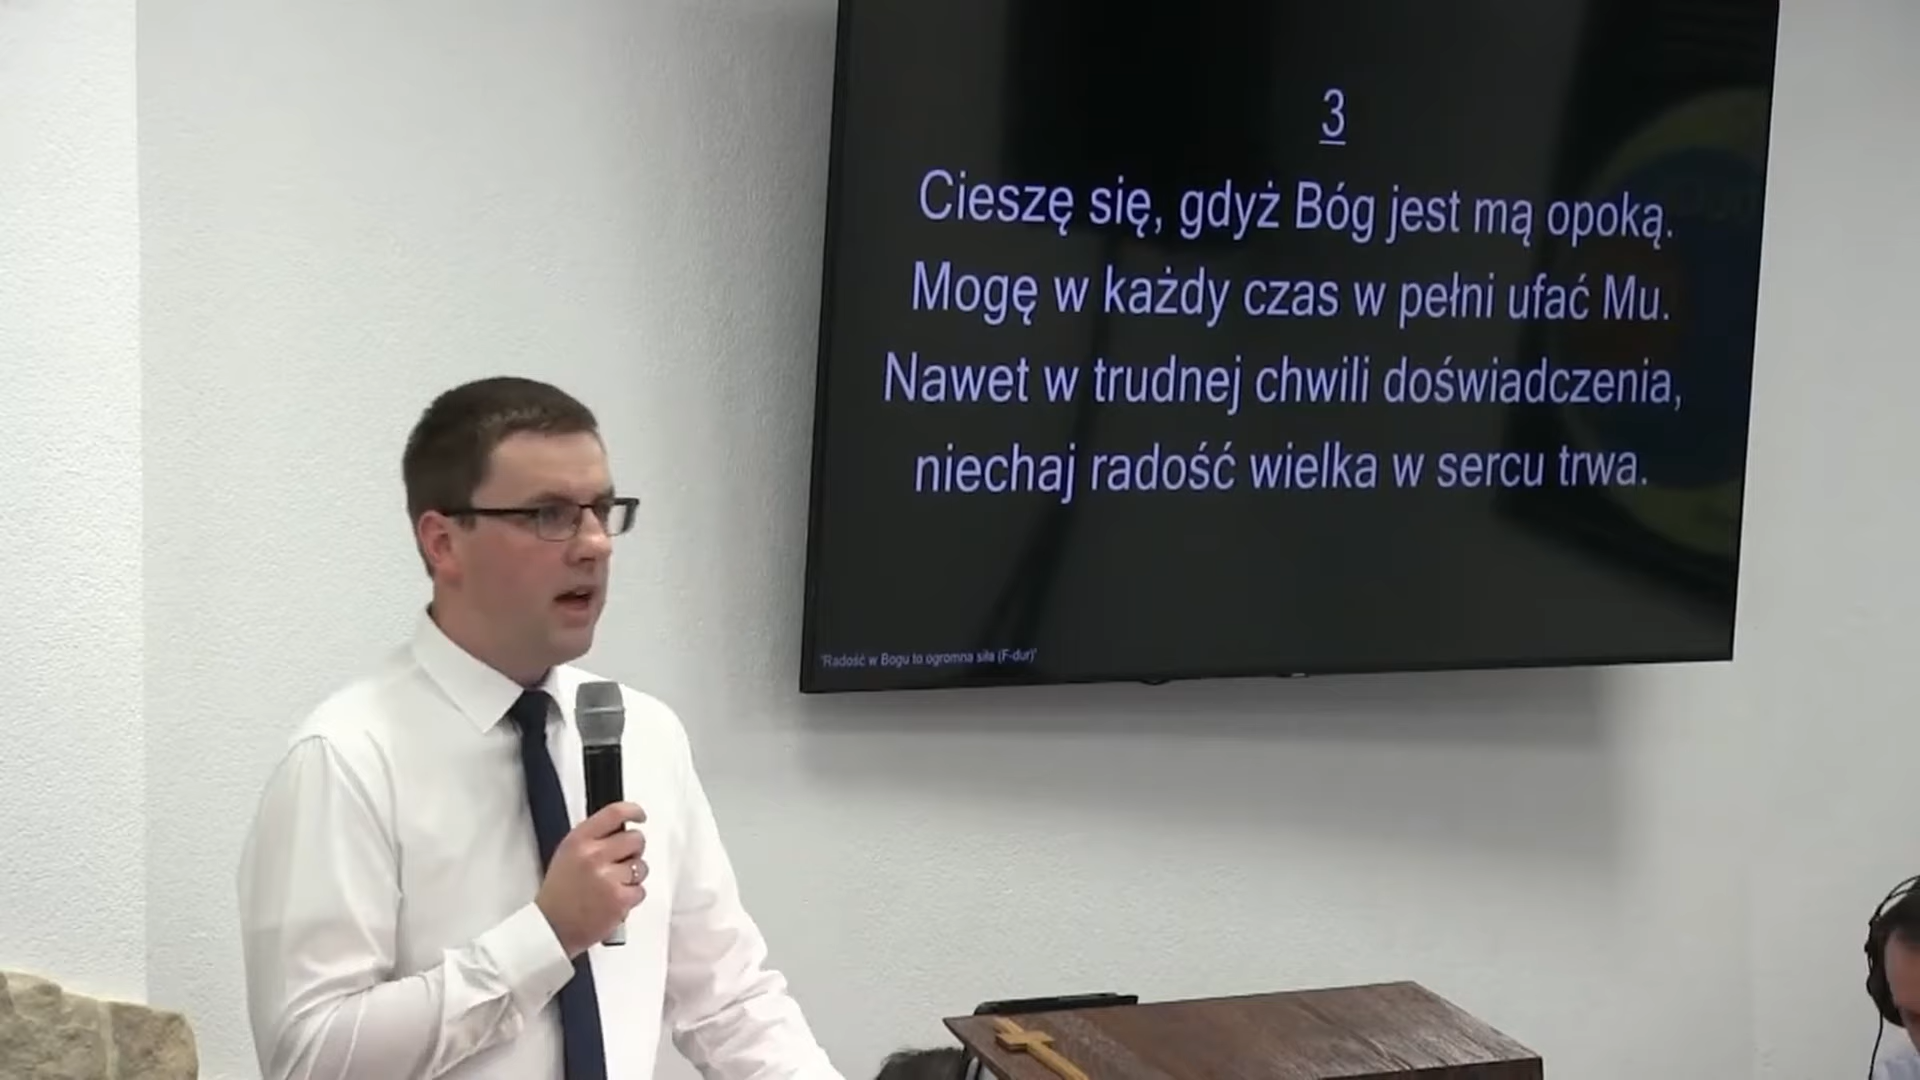 3
Cieszę się, gdyż Bóg jest mą opoką.
Mogę w każdy czas w pełni ufać Mu.
Nawet w trudnej chwili doświadczenia,
niechaj radość wielka w sercu trwa.
'Radość w Bogu to ogromna siła (F-dur)'